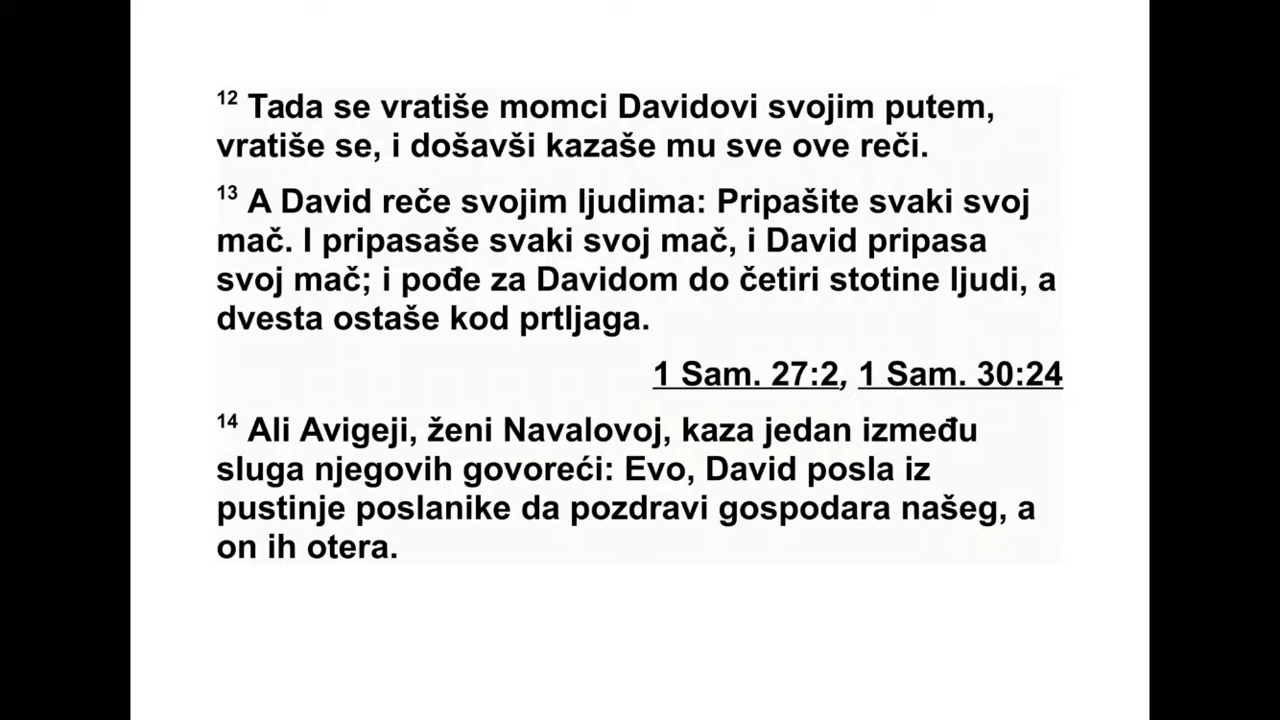 12 Tada se vratiše momci Davidovi svojim putem,
vratiše se, i došavši kazaše mu sve ove reči.
13 A David reče svojim ljudima: Pripašite svaki svoj
mač. I pripasaše svaki svoj mač, i David pripasa
svoj mač; i pođe za Davidom do četiri stotine ljudi, a
dvesta ostaše kod prtljaga.
1 Sam. 27:2, 1 Sam. 30:24
14 Ali Avigeji, ženi Navalovoj, kaza jedan između
sluga njegovih govoreći: Evo, David posla iz
pustinje poslanike da pozdravi gospodara našeg, a
on ih otera.